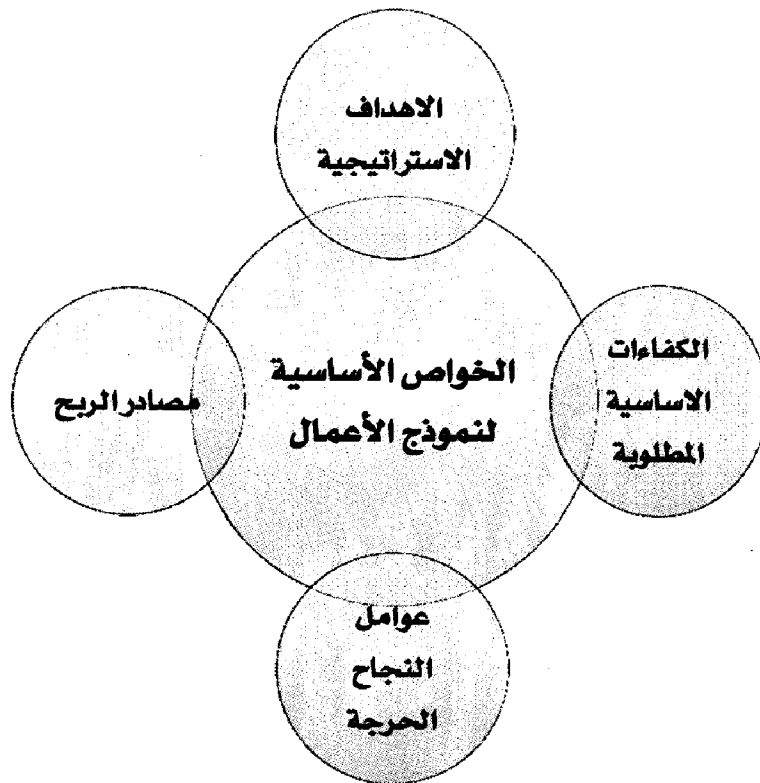 الاهداف
الاستراتيجية
الخواص الأساسية
لنموذج الأعمال
الكفاءات
الاساسية
المطلوبة
مصادر الربح
عوامل
النجاح
الحرجة